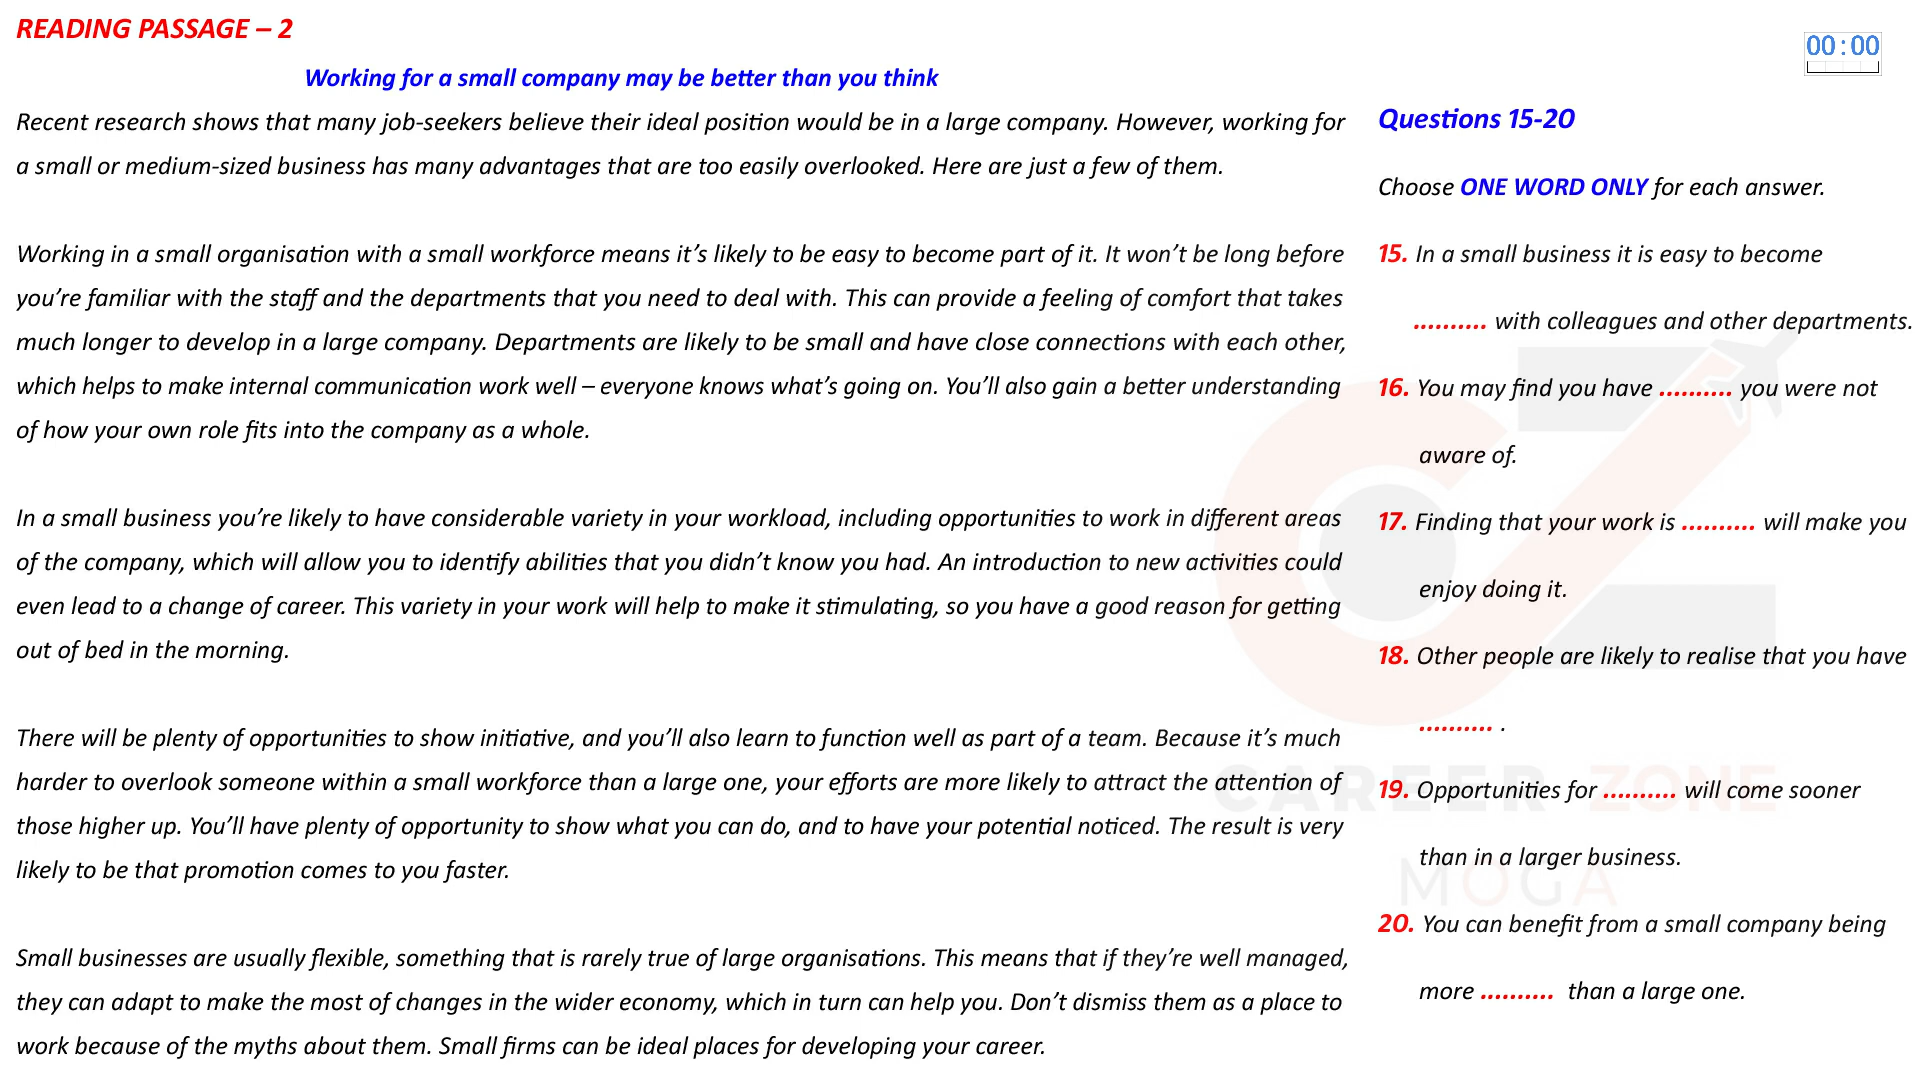 READING PASSAGE – 2
00:00
Working for a small company may be better than you think
Recent research shows that many job-seekers believe their ideal position would be in a large company. However, working for
a small or medium-sized business has many advantages that are too easily overlooked. Here are just a few of them.
Working in a small organisation with a small workforce means it’s likely to be easy to become part of it. It won’t be long before
you’re familiar with the staff and the departments that you need to deal with. This can provide a feeling of comfort that takes
much longer to develop in a large company. Departments are likely to be small and have close connections with each other,
which helps to make internal communication work well – everyone knows what’s going on. You’ll also gain a better understanding
of how your own role fits into the company as a whole.
In a small business you’re likely to have considerable variety in your workload, including opportunities to work in different areas
of the company, which will allow you to identify abilities that you didn’t know you had. An introduction to new activities could
even lead to a change of career. This variety in your work will help to make it stimulating, so you have a good reason for getting
out of bed in the morning.
There will be plenty of opportunities to show initiative, and you’ll also learn to function well as part of a team. Because it’s much
harder to overlook someone within a small workforce than a large one, your efforts are more likely to attract the attention of
those higher up. You’ll have plenty of opportunity to show what you can do, and to have your potential noticed. The result is very
likely to be that promotion comes to you faster.
Small businesses are usually flexible, something that is rarely true of large organisations. This means that if they’re well managed,
they can adapt to make the most of changes in the wider economy, which in turn can help you. Don’t dismiss them as a place to
work because of the myths about them. Small firms can be ideal places for developing your career.
Questions 15-20
Choose ONE WORD ONLY for each answer.
15. In a small business it is easy to become
.......... with colleagues and other departments.
16. You may find you have .......... you were not
aware of.
17. Finding that your work is .......... will make you
enjoy doing it.
18. Other people are likely to realise that you have
.......... .
19. Opportunities for .......... will come sooner
than in a larger business.
20. You can benefit from a small company being
more .......... than a large one.
CAREER ZONE
MOGA